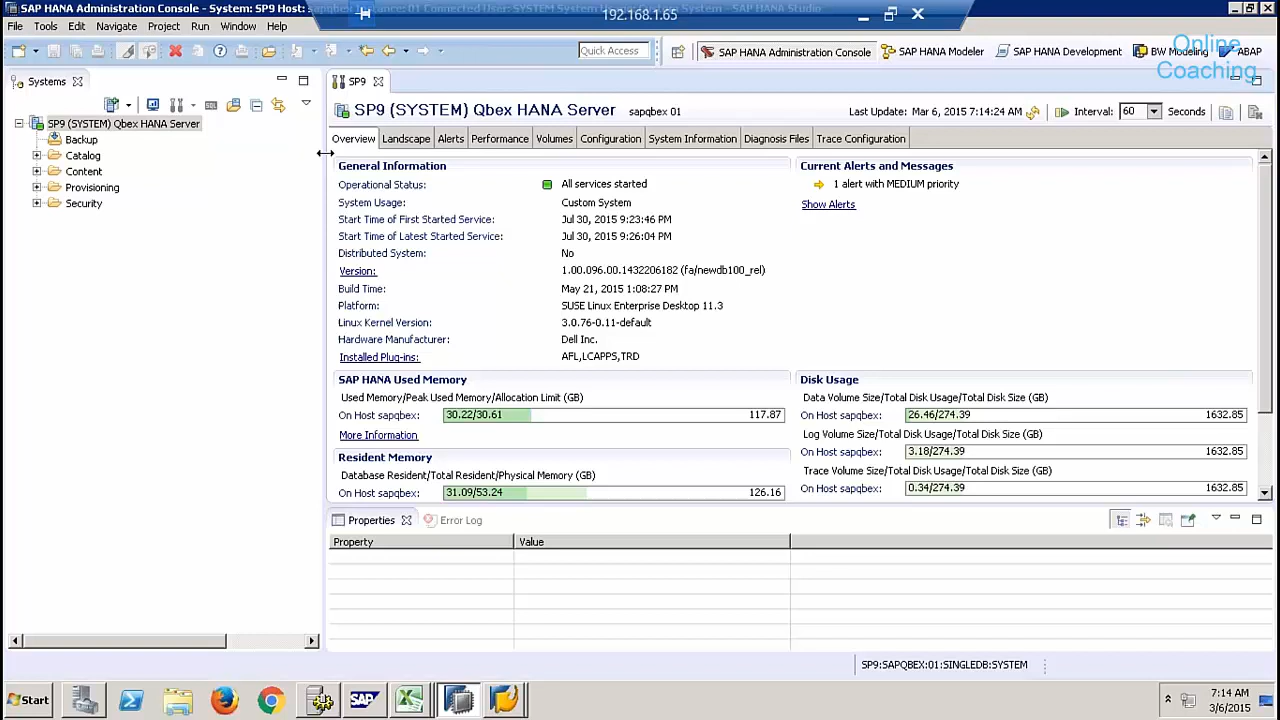 SAP HANA Administration Console - System: SP9 Host: sapqbex Instance: 01 Connected User: SYSTEM
SAP HANA Studio
192.168.1.65
File Tools Edit Navigate Project Run Window Help
Quick Access
SAP HANA Administration Console
SAP HANA Modeler
SAP HANA Development
BW Modeling
ABAP
Online
Coaching
Systems
SP9
SP9 (SYSTEM) Qbex HANA Server
Backup
Catalog
Content
Provisioning
Security
SP9 (SYSTEM) Qbex HANA Server sapqbex 01
Last Update: Mar 6, 2015 7:14:24 AM
Interval: 60 Seconds
Overview Landscape Alerts Performance Volumes Configuration System Information Diagnosis Files Trace Configuration
General Information
Operational Status: All services started
System Usage: Custom System
Start Time of First Started Service: Jul 30, 2015 9:23:46 PM
Start Time of Latest Started Service: Jul 30, 2015 9:26:04 PM
Distributed System: No
Version: 1.00.096.00.1432206182 (fa/newdb100_rel)
Build Time: May 21, 2015 1:08:27 PM
Platform: SUSE Linux Enterprise Desktop 11.3
Linux Kernel Version: 3.0.76-0.11-default
Hardware Manufacturer: Dell Inc.
Installed Plug-ins: AFL,LCAPPS,TRD
Current Alerts and Messages
1 alert with MEDIUM priority
Show Alerts
SAP HANA Used Memory
Used Memory/Peak Used Memory/Allocation Limit (GB)
On Host sapqbex: 30.22/30.61 117.87
More Information
Resident Memory
Database Resident/Total Resident/Physical Memory (GB)
On Host sapqbex: 31.09/53.24 126.16
Disk Usage
Data Volume Size/Total Disk Usage/Total Disk Size (GB)
On Host sapqbex: 26.46/274.39 1632.85
Log Volume Size/Total Disk Usage/Total Disk Size (GB)
On Host sapqbex: 3.18/274.39 1632.85
Trace Volume Size/Total Disk Usage/Total Disk Size (GB)
On Host sapqbex: 0.34/274.39 1632.85
Properties Error Log
Property Value
SP9:SAPQBEX:01:SINGLEDB:SYSTEM
Start
SAP
7:14 AM
3/6/2015